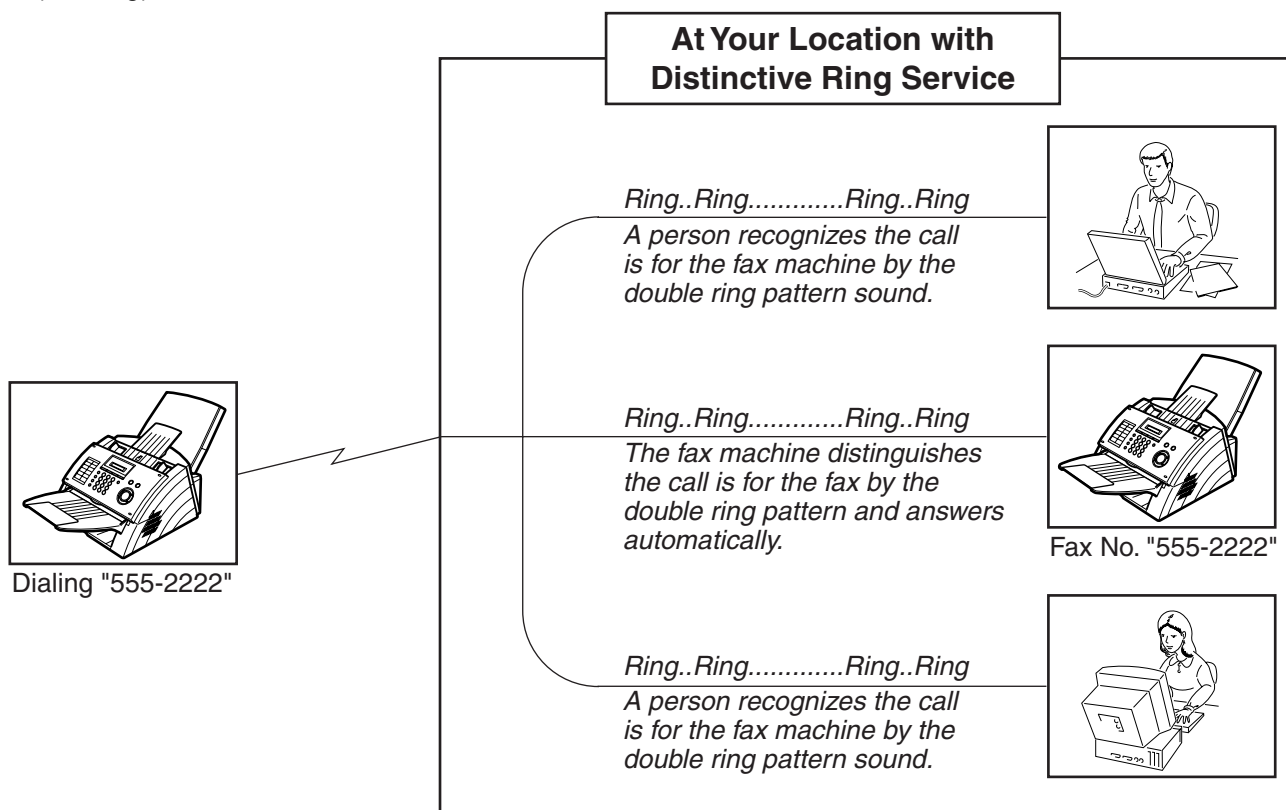 At Your Location with
Distinctive Ring Service
Ring..Ring.............Ring..Ring
A person recognizes the call
is for the fax machine by the
double ring pattern sound.
Ring..Ring.............Ring..Ring
The fax machine distinguishes
the call is for the fax by the
double ring pattern and answers
automatically.
Fax No. "555-2222"
Dialing "555-2222"
Ring..Ring.............Ring..Ring
A person recognizes the call
is for the fax machine by the
double ring pattern sound.